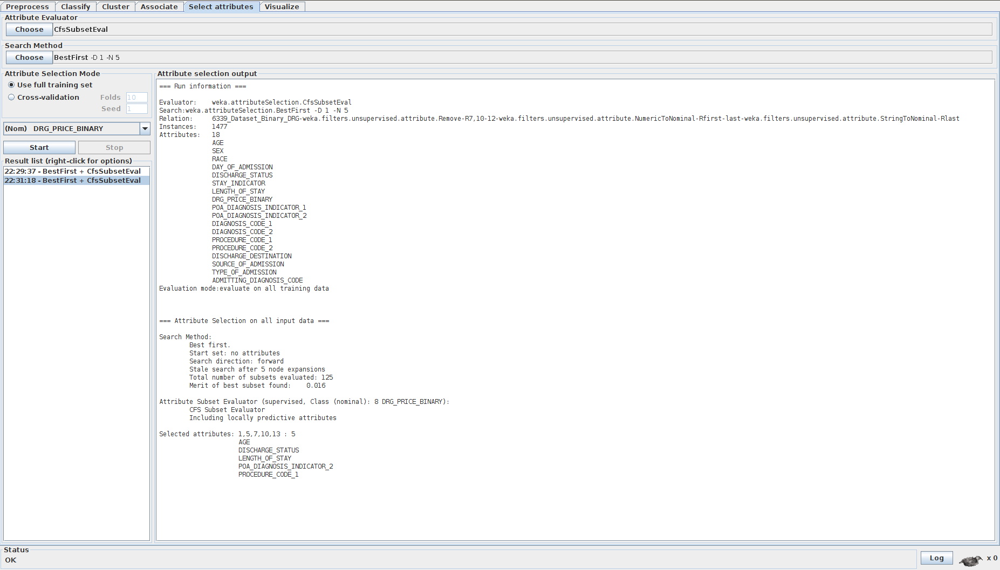 Preprocess Classify Cluster Associate Select attributes Visualize
Attribute Evaluator
Choose CfsSubsetEval
Search Method
Choose BestFirst -D 1 -N 5
Attribute Selection Mode
Use full training set
Cross-validation Folds 10
Seed 1
(Nom) DRG_PRICE_BINARY
Start Stop
Result list (right-click for options)
22:29:37 - BestFirst + CfsSubsetEval
22:31:18 - BestFirst + CfsSubsetEval
Attribute selection output
=== Run information ===
Evaluator: weka.attributeSelection.CfsSubsetEval
Search:weka.attributeSelection.BestFirst -D 1 -N 5
Relation: 6339_Dataset_Binary_DRG-weka.filters.unsupervised.attribute.Remove-R7,10-12-weka.filters.unsupervised.attribute.NumericToNominal-Rfirst-last-weka.filters.unsupervised.attribute.StringToNominal-Rlast
Instances: 1477
Attributes: 18
AGE
SEX
RACE
DAY_OF_ADMISSION
DISCHARGE_STATUS
STAY_INDICATOR
LENGTH_OF_STAY
DRG_PRICE_BINARY
POA_DIAGNOSIS_INDICATOR_1
POA_DIAGNOSIS_INDICATOR_2
DIAGNOSIS_CODE_1
DIAGNOSIS_CODE_2
PROCEDURE_CODE_1
PROCEDURE_CODE_2
DISCHARGE_DESTINATION
SOURCE_OF_ADMISSION
TYPE_OF_ADMISSION
ADMITTING_DIAGNOSIS_CODE
Evaluation mode:evaluate on all training data
=== Attribute Selection on all input data ===
Search Method:
Best first.
Start set: no attributes
Search direction: forward
Stale search after 5 node expansions
Total number of subsets evaluated: 125
Merit of best subset found: 0.016
Attribute Subset Evaluator (supervised, Class (nominal): 8 DRG_PRICE_BINARY):
CFS Subset Evaluator
Including locally predictive attributes
Selected attributes: 1,5,7,10,13 : 5
AGE
DISCHARGE_STATUS
LENGTH_OF_STAY
POA_DIAGNOSIS_INDICATOR_2
PROCEDURE_CODE_1
Status
OK
Log x 0